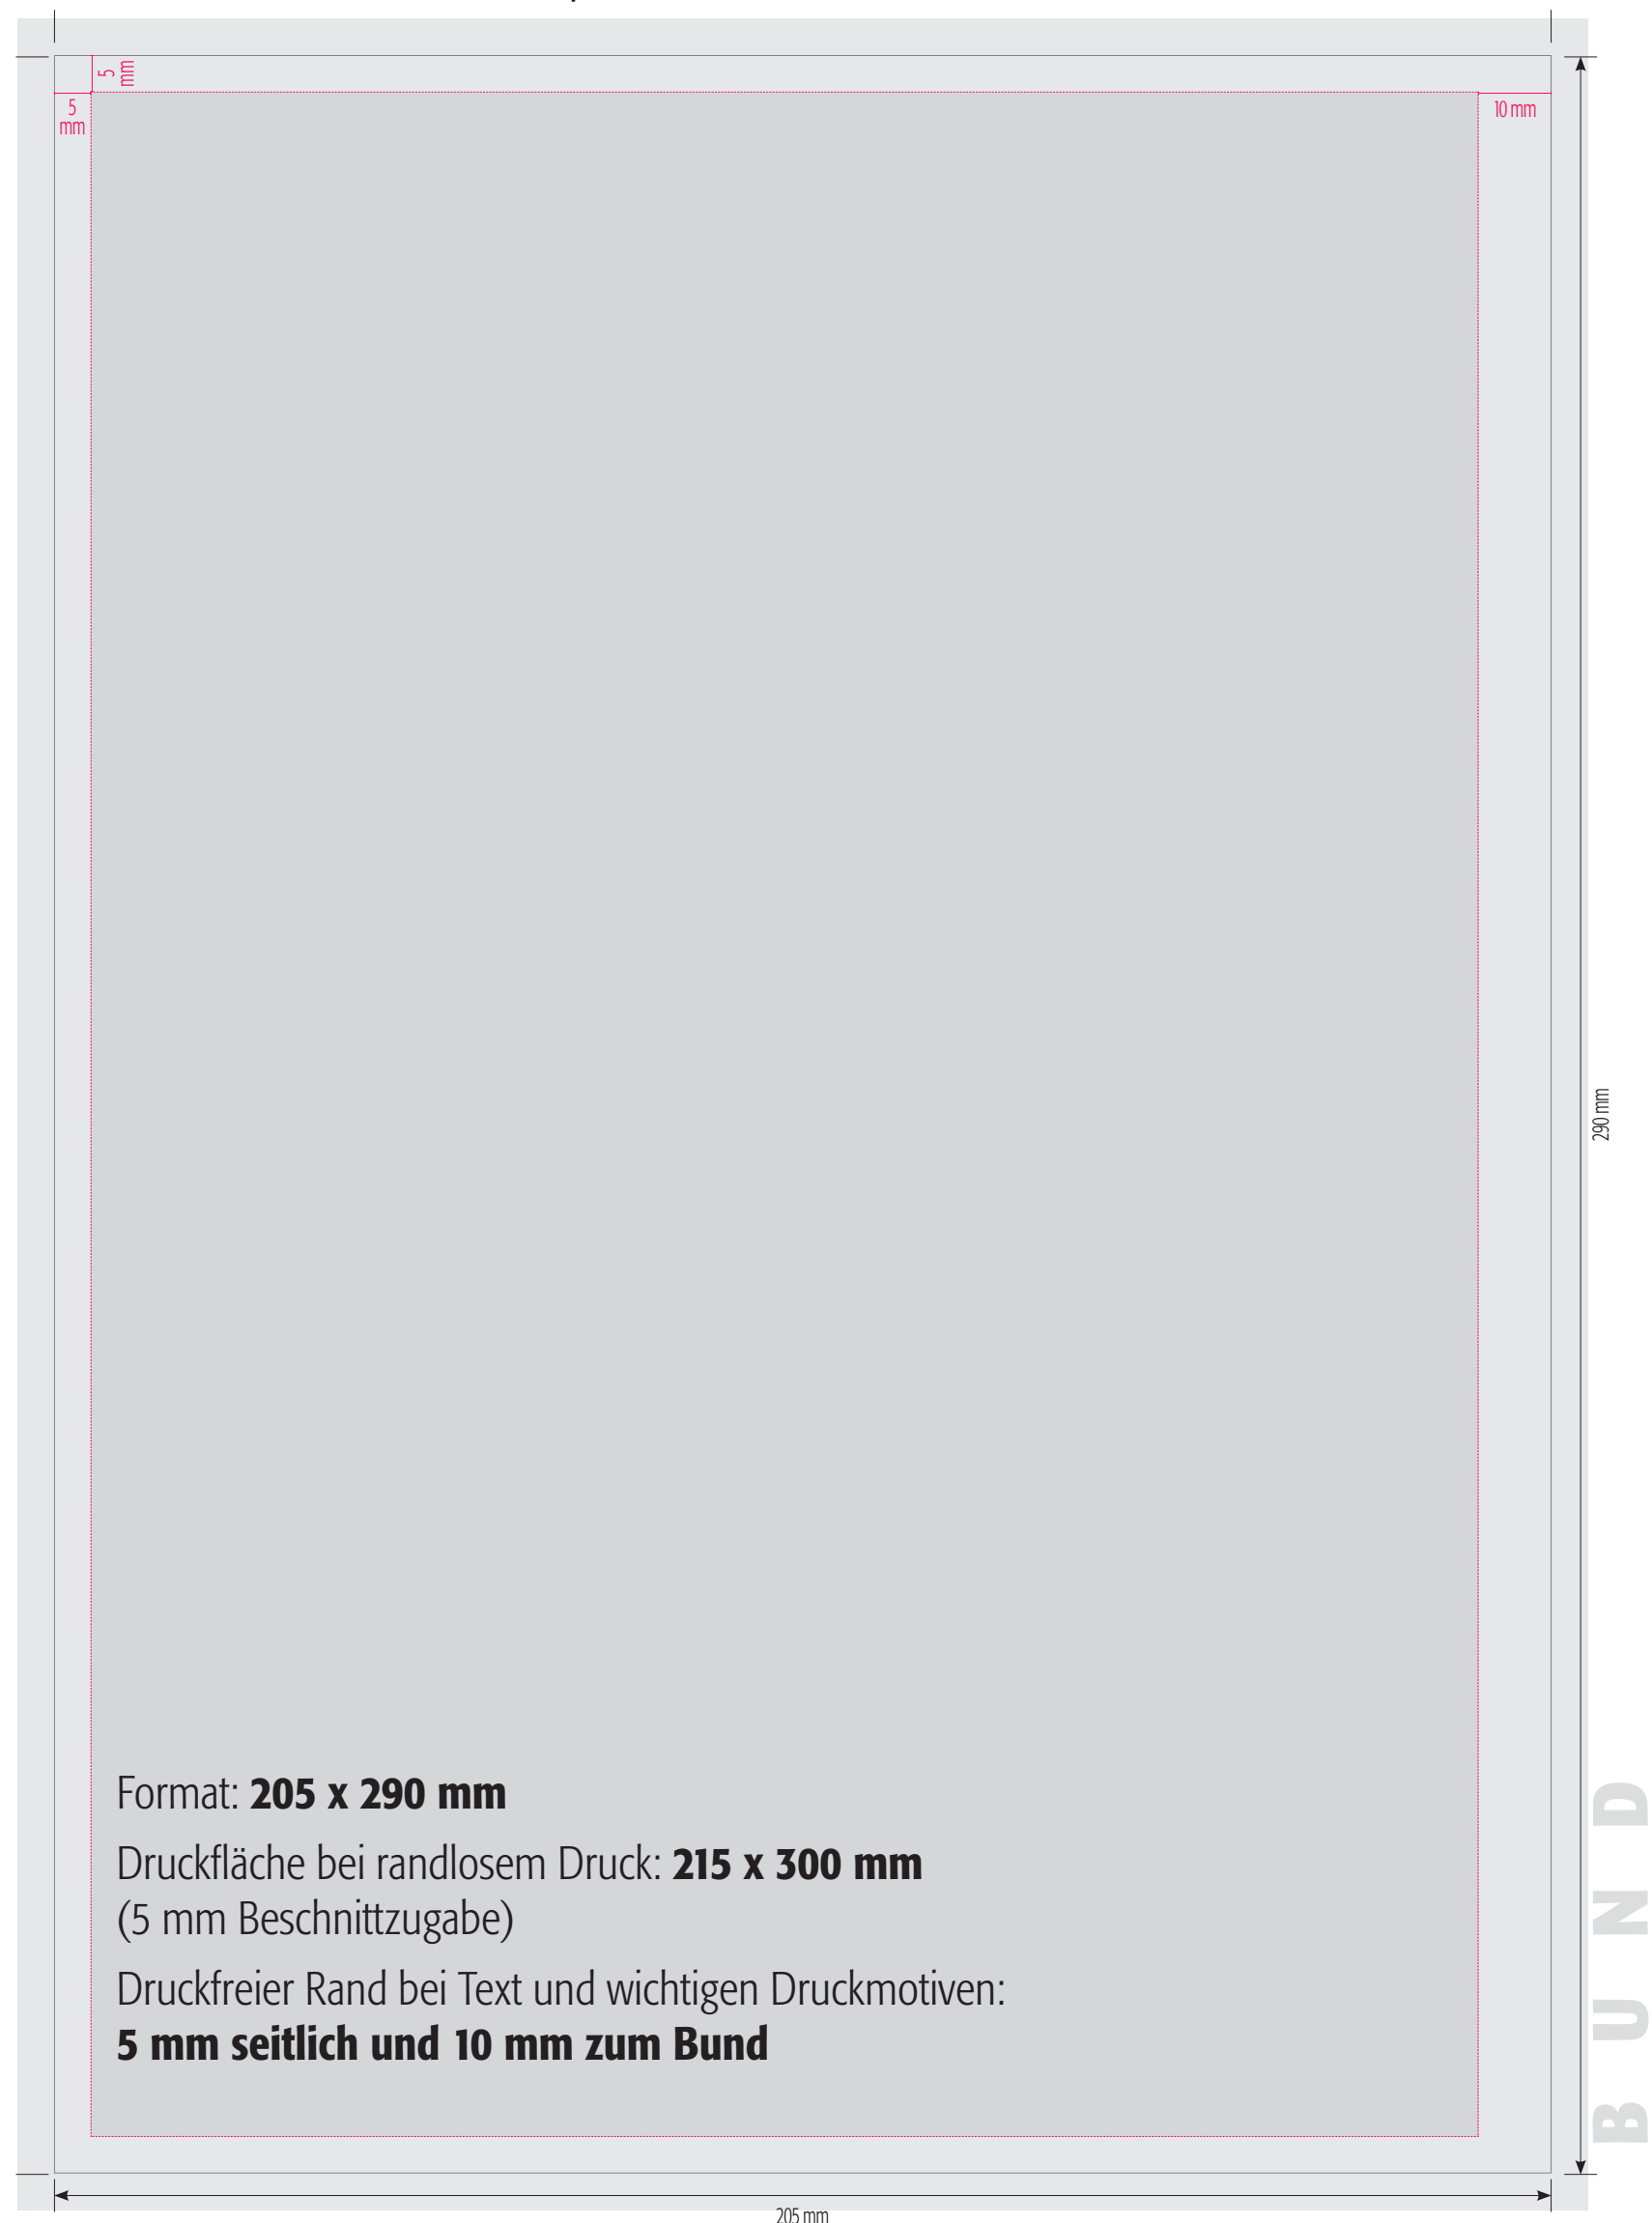 5
mm
5
mm
10 mm
290 mm
Format: 205 x 290 mm
Druckfläche bei randlosem Druck: 215 x 300 mm
(5 mm Beschnittzugabe)
Druckfreier Rand bei Text und wichtigen Druckmotiven:
5 mm seitlich und 10 mm zum Bund
BUND
205 mm